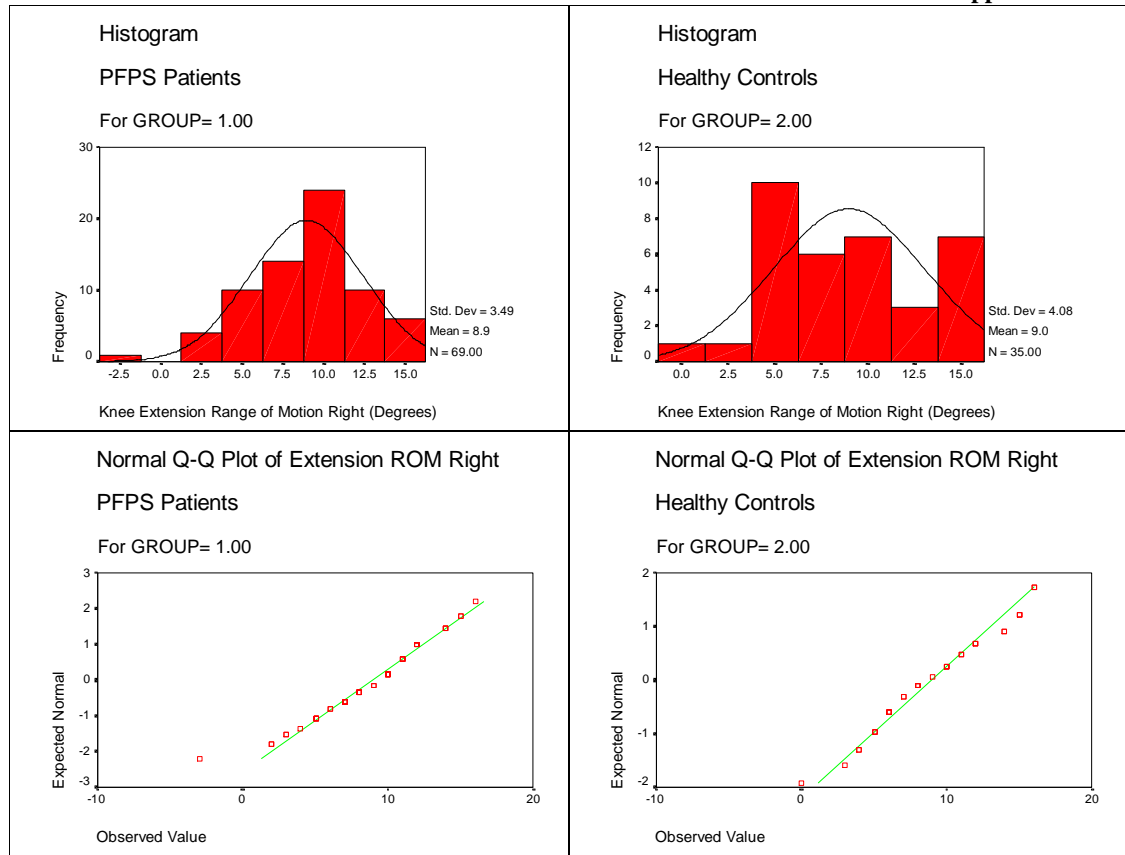 Histogram
PFPS Patients
For GROUP= 1.00
30
20
10
0
Frequency
-2.5 0.0 2.5 5.0 7.5 10.0 12.5 15.0
Knee Extension Range of Motion Right (Degrees)
Std. Dev = 3.49
Mean = 8.9
N = 69.00
Histogram
Healthy Controls
For GROUP= 2.00
12
10
8
6
4
2
0
Frequency
0.0 2.5 5.0 7.5 10.0 12.5 15.0
Knee Extension Range of Motion Right (Degrees)
Std. Dev = 4.08
Mean = 9.0
N = 35.00
Normal Q-Q Plot of Extension ROM Right
PFPS Patients
For GROUP= 1.00
3
2
1
0
-1
-2
-3
Expected Normal
-10 0 10 20
Observed Value
Normal Q-Q Plot of Extension ROM Right
Healthy Controls
For GROUP= 2.00
2
1
0
-1
-2
Expected Normal
-10 0 10 20
Observed Value